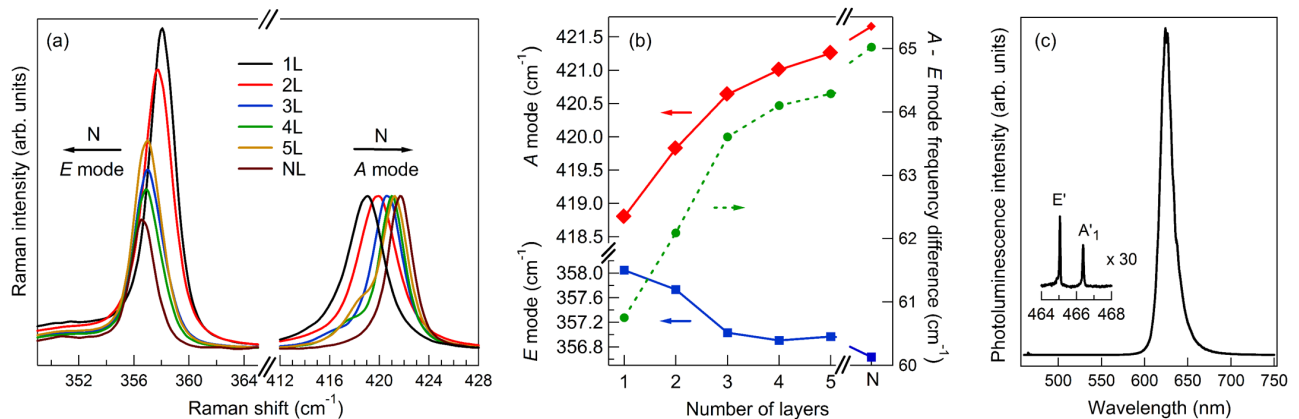 (a)
Raman intensity (arb. units)
1L
2L
3L
4L
5L
NL
N
E mode
N
A mode
352
356
360
364
412
416
420
424
428
Raman shift (cm⁻¹)
(b)
A mode (cm⁻¹)
421.5
421.0
420.5
420.0
419.5
419.0
418.5
E mode (cm⁻¹)
358.0
357.6
357.2
356.8
A - E mode frequency difference (cm⁻¹)
65
64
63
62
61
60
1
2
3
4
5
N
Number of layers
(c)
Photoluminescence intensity (arb. units)
E'
A'₁
x 30
464
466
468
500
550
600
650
700
750
Wavelength (nm)